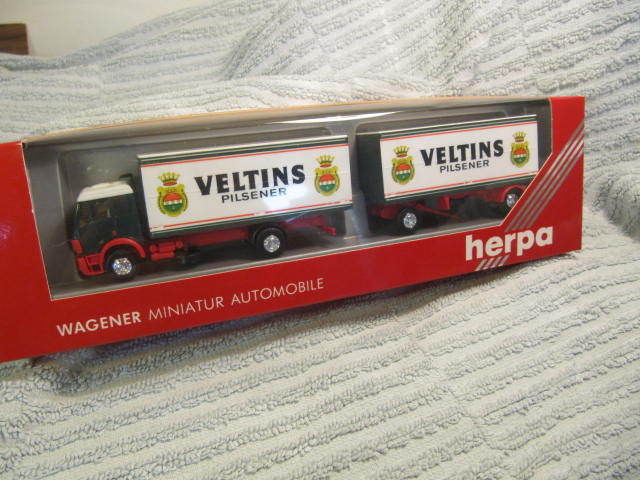 VELTINS
PILSENER
VELTINS
PILSENER
herpa
WAGENER MINIATUR AUTOMOBILE